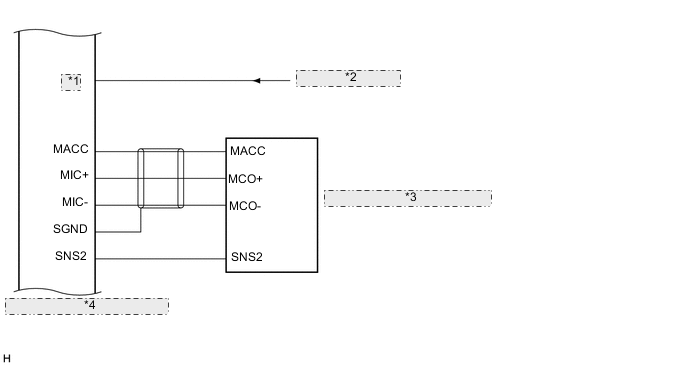 *1
*2
MACC MACC
MIC+ MCO+
*3
MIC- MCO-
SGND
SNS2 SNS2
*4
H